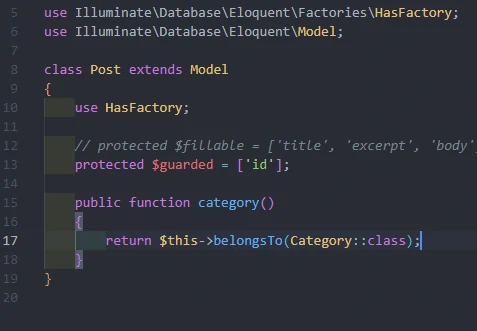 5 use Illuminate\Database\Eloquent\Factories\HasFactory;
6 use Illuminate\Database\Eloquent\Model;
7
8 class Post extends Model
9 {
10     use HasFactory;
11
12     // protected $fillable = ['title', 'excerpt', 'body'
13     protected $guarded = ['id'];
14
15     public function category()
16     {
17         return $this->belongsTo(Category::class);
18     }
19 }
20